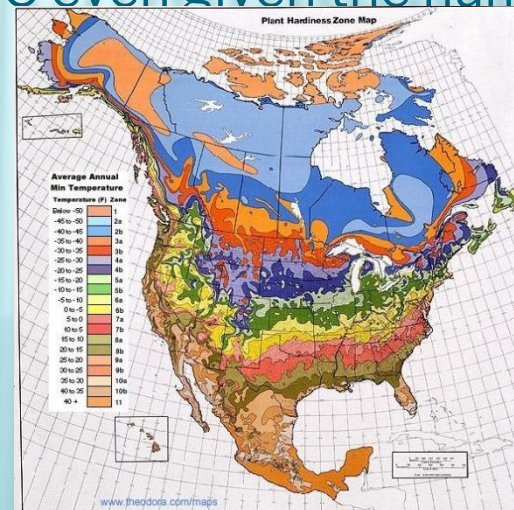 e even given the
Plant Hardiness Zone Map
Average Annual
Min Temperature
Temperature (F) Zone
Below -50 1
-45 to -50 2a
-40 to -45 2b
-35 to -40 3a
-30 to -35 3b
-25 to -30 4a
-20 to -25 4b
-15 to -20 5a
-10 to -15 5b
-5 to -10 6a
0 to -5 6b
5 to 0 7a
10 to 5 7b
15 to 10 8a
20 to 15 8b
25 to 20 9a
30 to 25 9b
35 to 30 10a
40 to 35 10b
40 + 11
www.theodora.com/maps